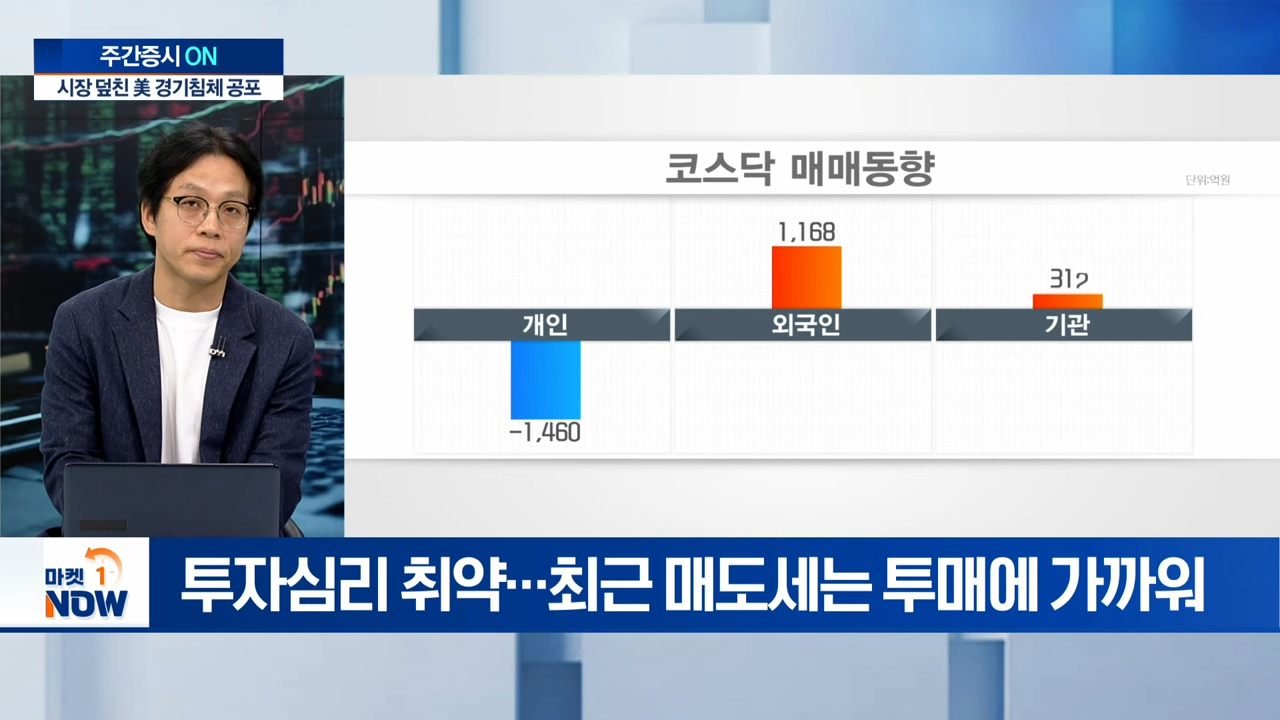 주간증시 ON
시장 덮친 美 경기침체 공포
코스닥 매매동향
단위:억원
1,168
312
개인
외국인
기관
-1,460
마켓 1
NOW
투자심리 취약…최근 매도세는 투매에 가까워